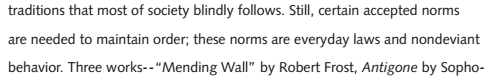 traditions that most of society blindly follows. Still, certain accepted norms
are needed to maintain order; these norms are everyday laws and nondeviant
behavior. Three works--“Mending Wall” by Robert Frost, Antigone by Sopho-